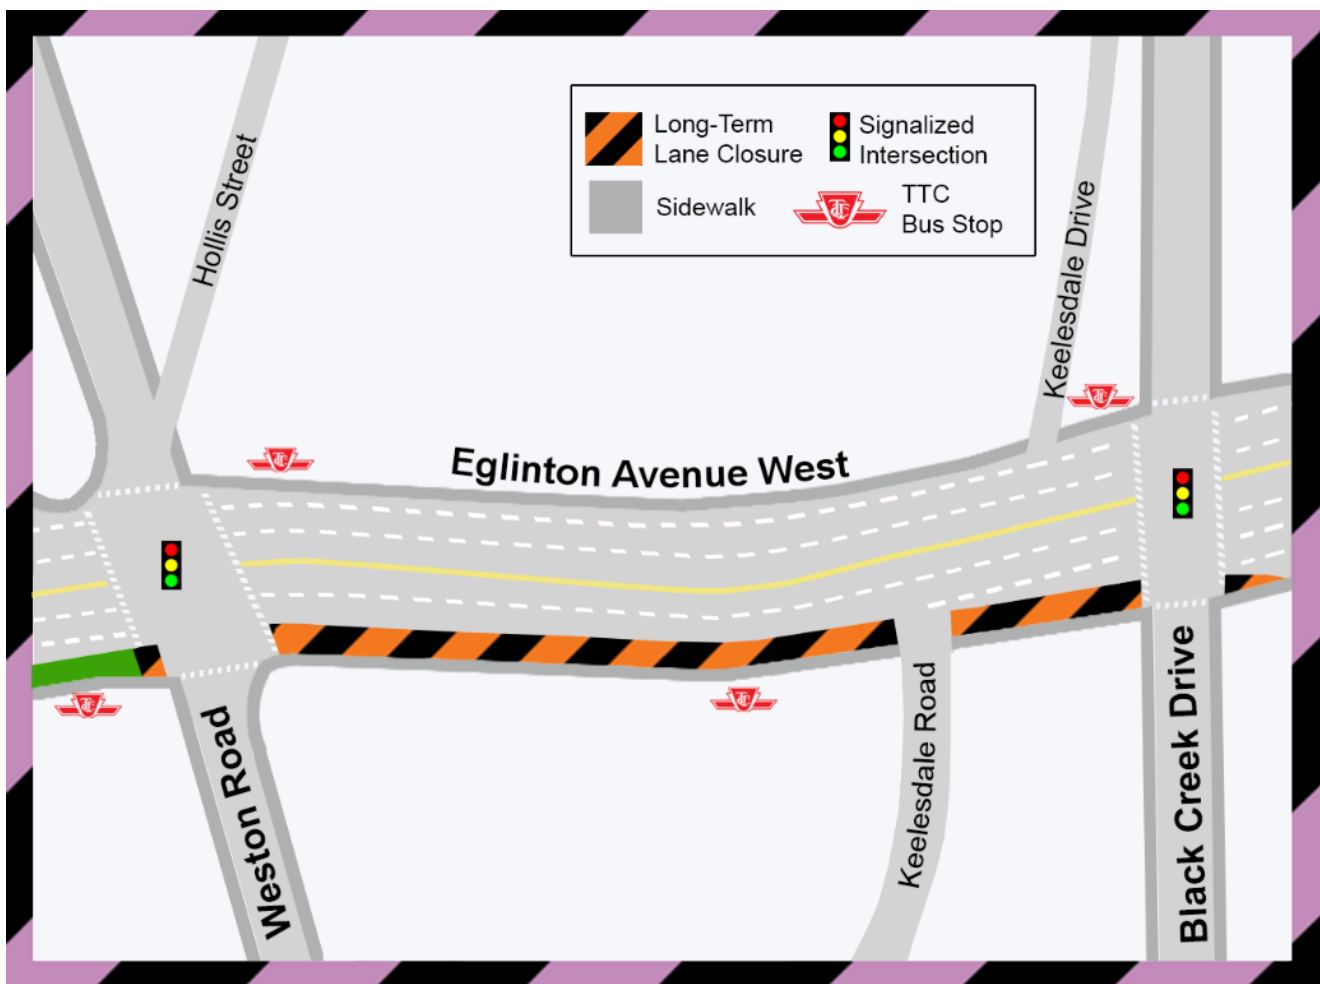 Long-Term
Lane Closure
Signalized
Intersection
Sidewalk
TTC
Bus Stop
Hollis Street
Keelesdale Drive
Eglinton Avenue West
Weston Road
Keelesdale Road
Black Creek Drive